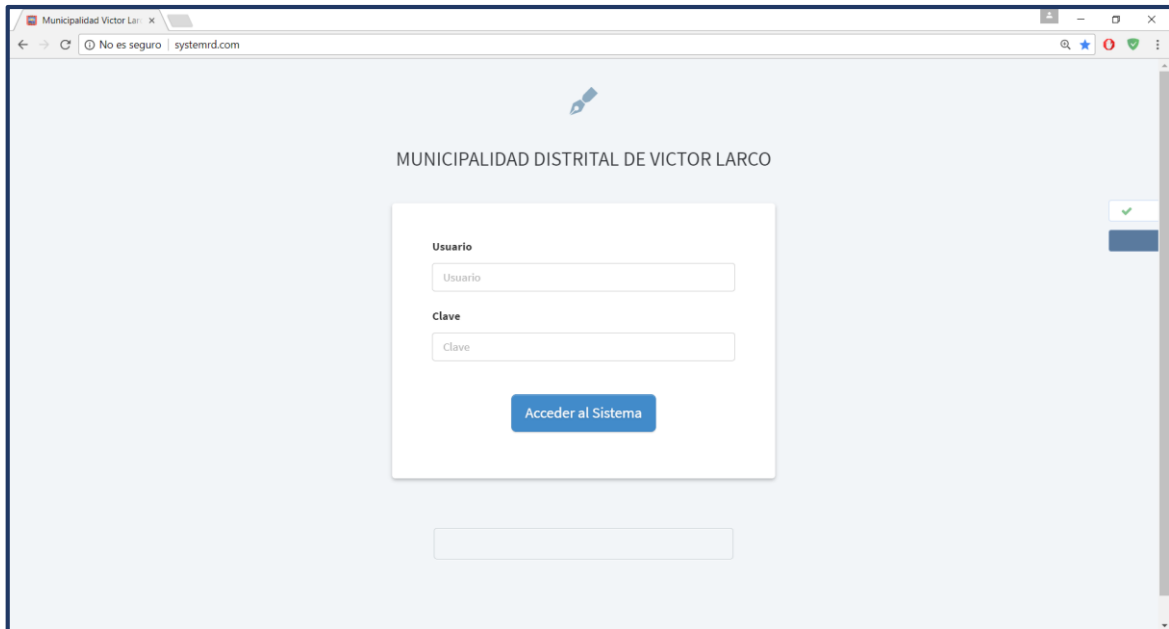 Municipalidad Victor Lar
No es seguro | systemrd.com
MUNICIPALIDAD DISTRITAL DE VICTOR LARCO
Usuario
Usuario
Clave
Clave
Acceder al Sistema